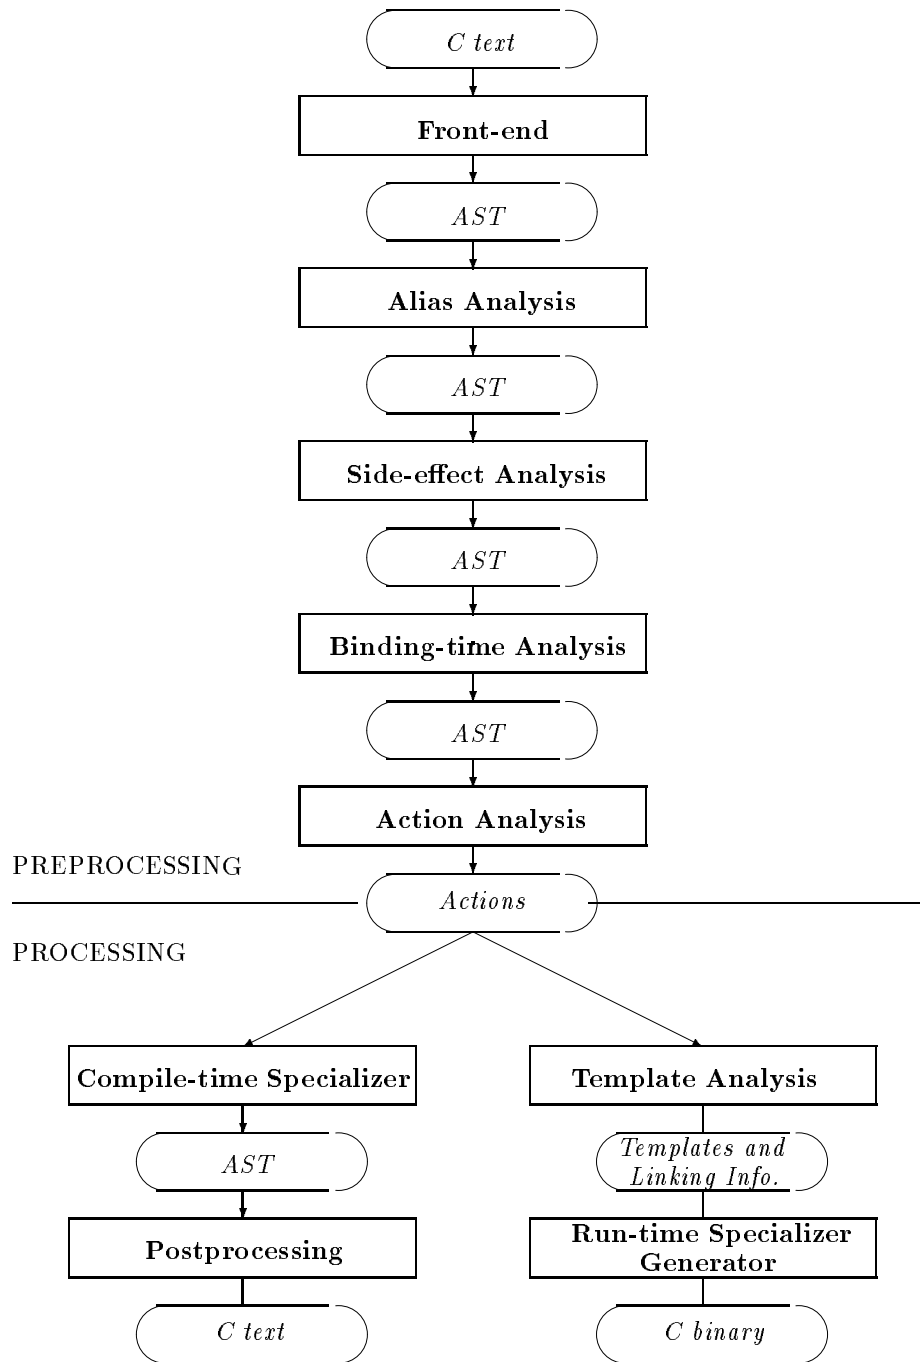 C text
Front-end
AST
Alias Analysis
AST
Side-effect Analysis
AST
Binding-time Analysis
AST
Action Analysis
PREPROCESSING
Actions
PROCESSING
Compile-time Specializer
Template Analysis
AST
Templates and
Linking Info.
Postprocessing
Run-time Specializer
Generator
C text
C binary